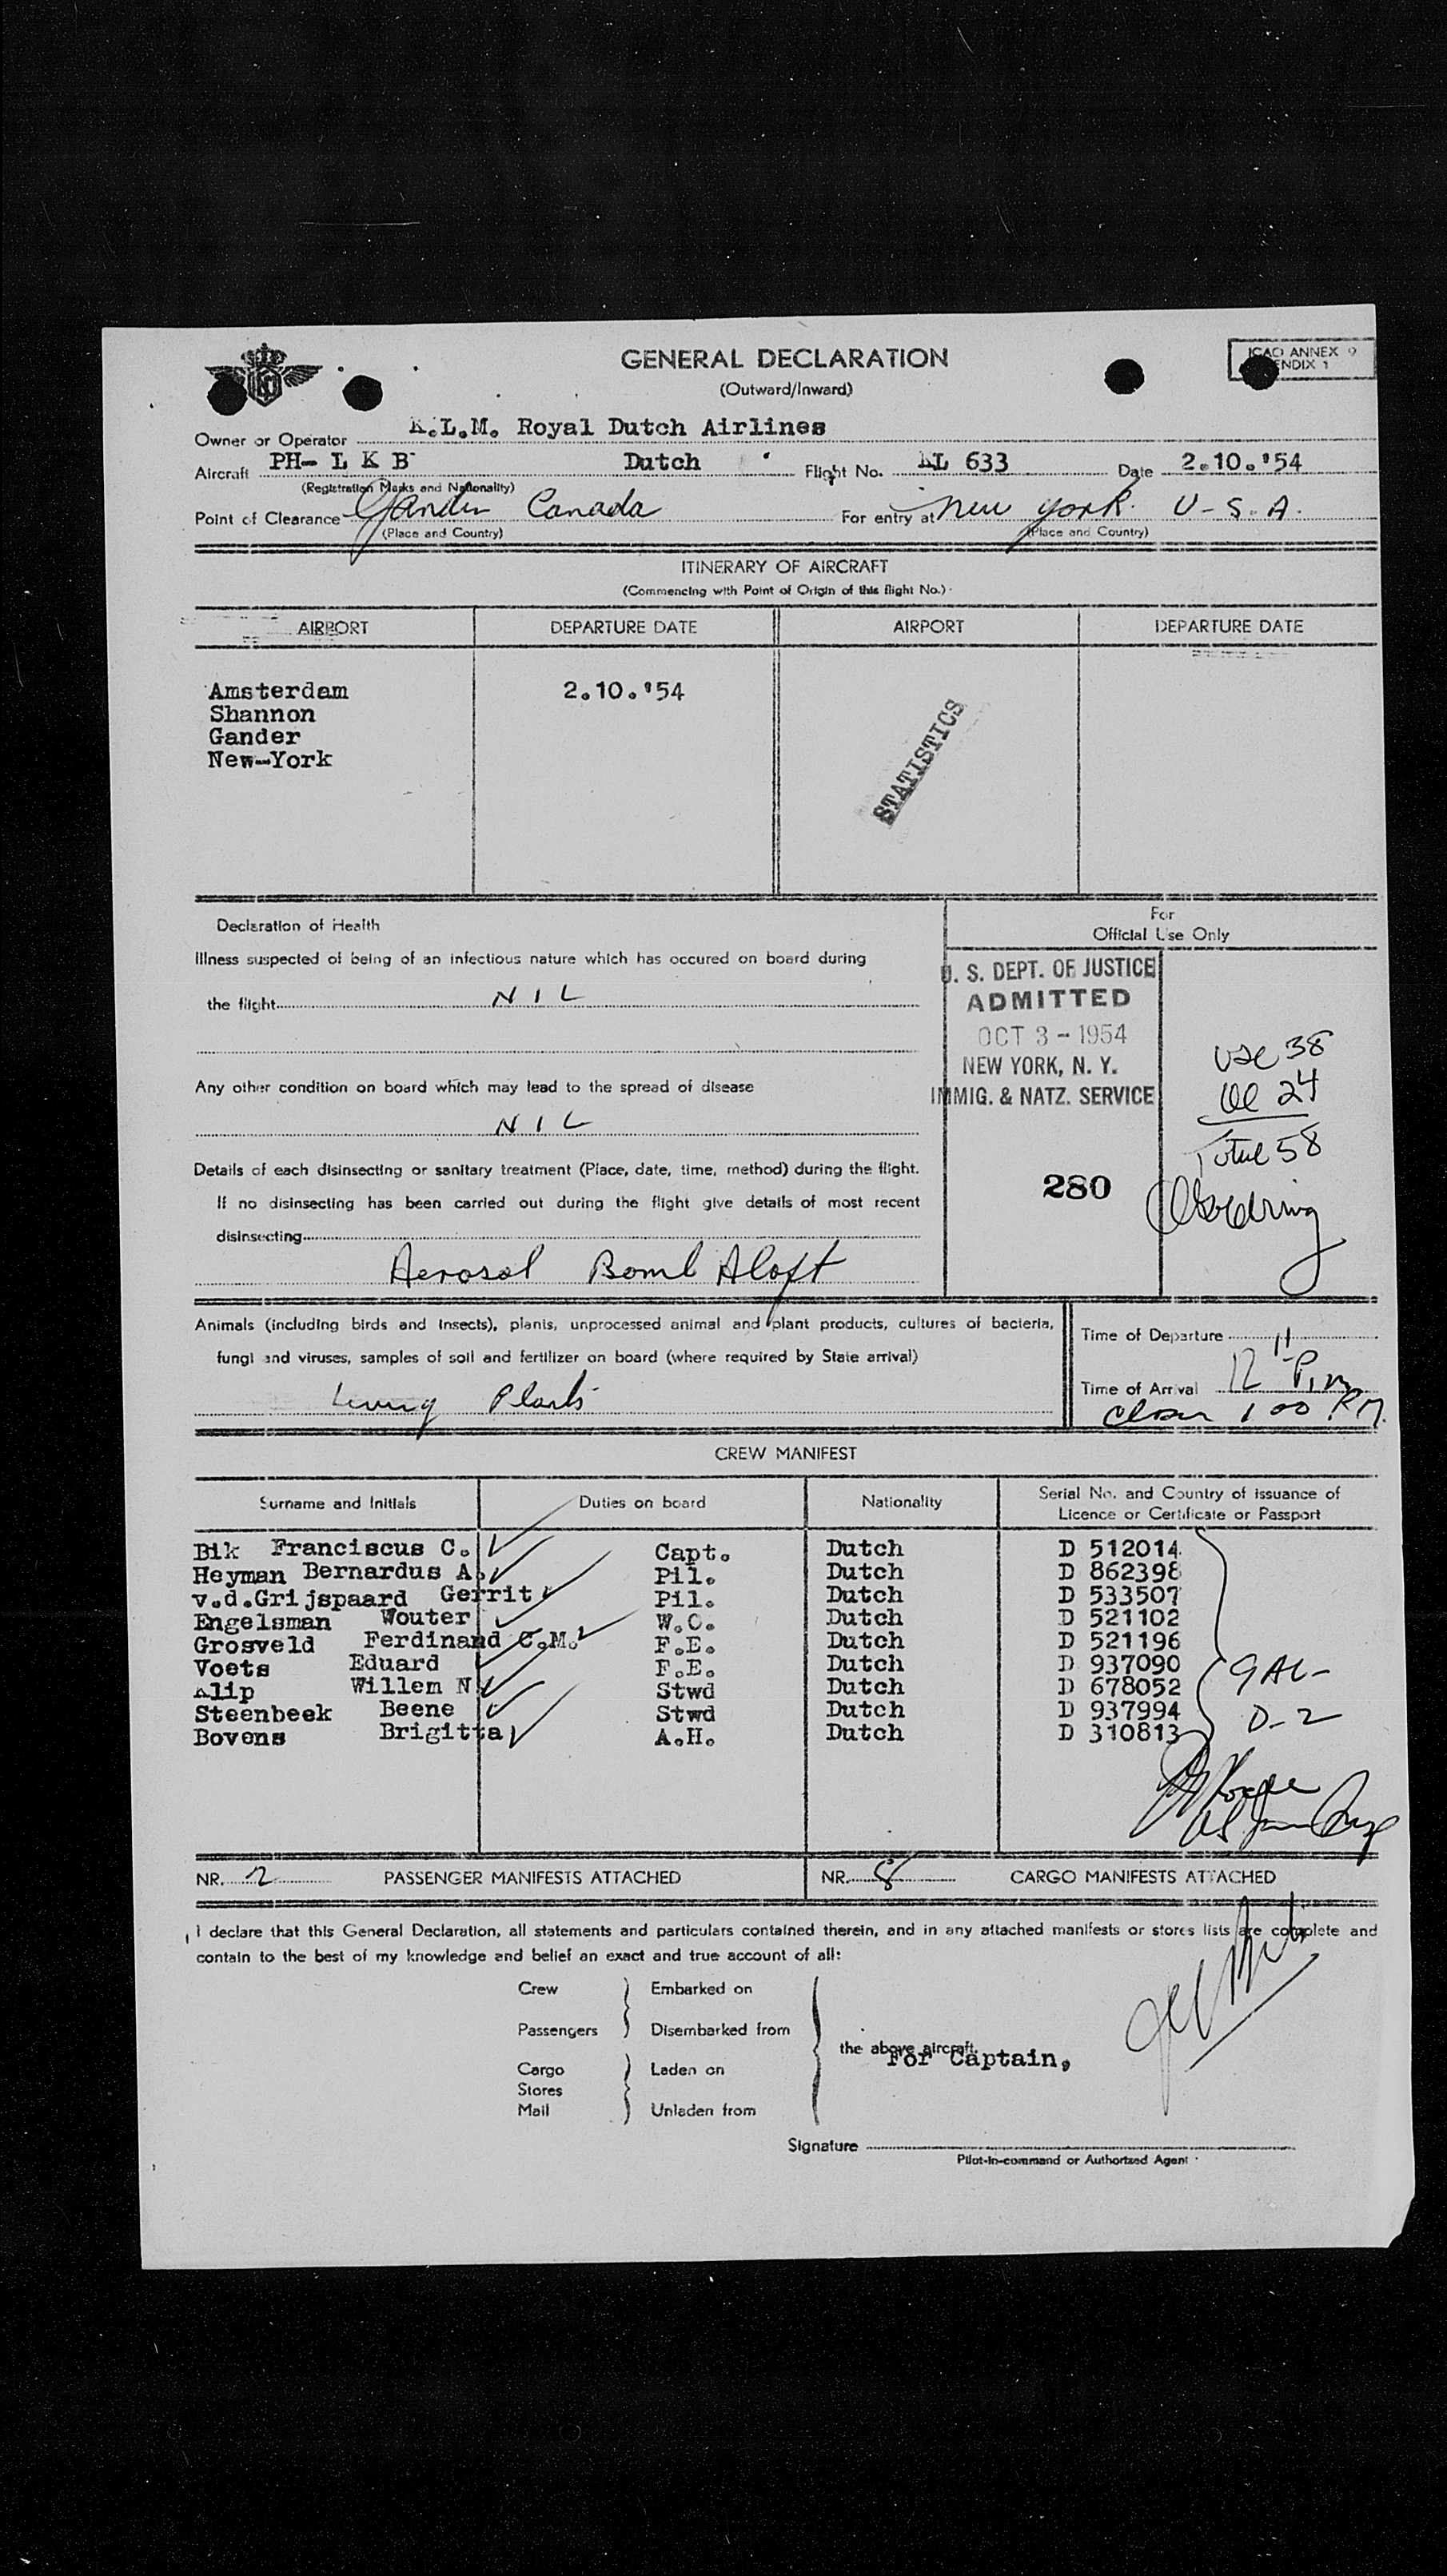 GENERAL DECLARATION
(Outward/Inward)
ICAO ANNEX 9
ENDIX 1
Owner or Operator K.L.M. Royal Dutch Airlines
Aircraft PH- L K B Dutch Flight No. KL 633 Date 2.10.'54
(Registration Marks and Nationality)
Point of Clearance Gander Canada For entry at New York U-S.A.
(Place and Country) (Place and Country)
ITINERARY OF AIRCRAFT
(Commencing with Point of Origin of this flight No.)
AIRPORT DEPARTURE DATE AIRPORT DEPARTURE DATE
Amsterdam 2.10.'54
Shannon
Gander
New-York
STATISTICS
Declaration of Health
For
Official Use Only
Illness suspected of being of an infectious nature which has occured on board during
the flight NIL
U. S. DEPT. OF JUSTICE
ADMITTED
OCT 3 - 1954
NEW YORK, N. Y.
IMMIG. & NATZ. SERVICE
280
USC 38
24
Total 58
Any other condition on board which may lead to the spread of disease
NIL
Details of each disinsecting or sanitary treatment (Place, date, time, method) during the flight.
If no disinsecting has been carried out during the flight give details of most recent
disinsecting
Aerosol Bomb Aloft
Animals (including birds and insects), plants, unprocessed animal and plant products, cultures of bacteria,
fungi and viruses, samples of soil and fertilizer on board (where required by State arrival)
Living Plants
Time of Departure
Time of Arrival 12 11 P.m
Clear 1 00 P.M.
CREW MANIFEST
Surname and Initials Duties on board Nationality Serial No. and Country of issuance of
Licence or Certificate or Passport
Bik Franciscus C. Capt. Dutch D 512014
Heyman Bernardus A. Pil. Dutch D 862398
v.d.Grijspaard Gerrit Pil. Dutch D 533507
Engelsman Wouter W.O. Dutch D 521102
Grosveld Ferdinand C.M. F.E. Dutch D 521196
Voets Eduard F.E. Dutch D 937090
Klip Willem N. Stwd Dutch D 678052
Steenbeek Beene Stwd Dutch D 937994
Bovens Brigitta A.H. Dutch D 310813
9 AL-
D-2
NR. 2 PASSENGER MANIFESTS ATTACHED NR. 8 CARGO MANIFESTS ATTACHED
I declare that this General Declaration, all statements and particulars contained therein, and in any attached manifests or stores lists are complete and
contain to the best of my knowledge and belief an exact and true account of all:
Crew Embarked on
Passengers Disembarked from
the above aircraft.
For Captain,
Cargo Laden on
Stores
Mail Unladen from
Signature
Pilot-in-command or Authorized Agent